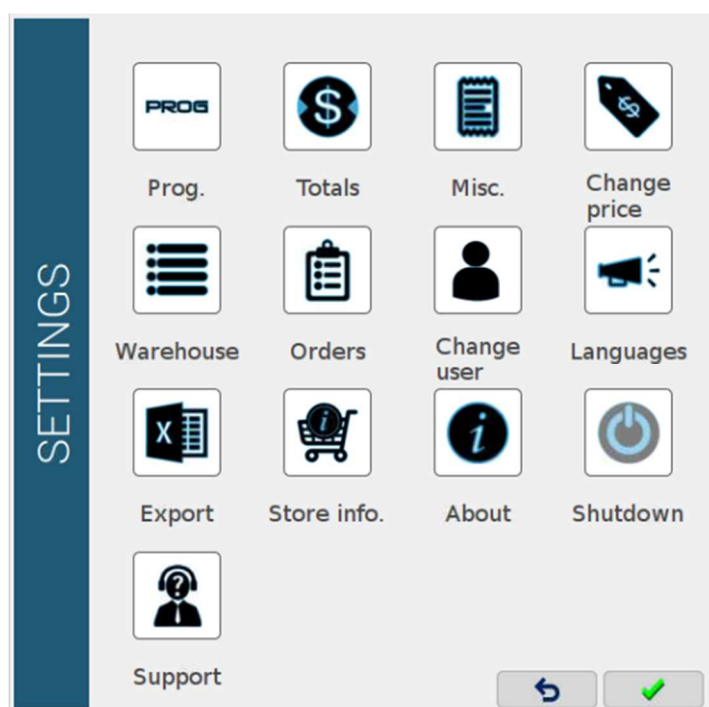 SETTINGS
PROG
$
$
Prog.
Totals
Misc.
Change
price
Warehouse
Orders
Change
user
Languages
X
i
i
Export
Store info.
About
Shutdown
?
Support